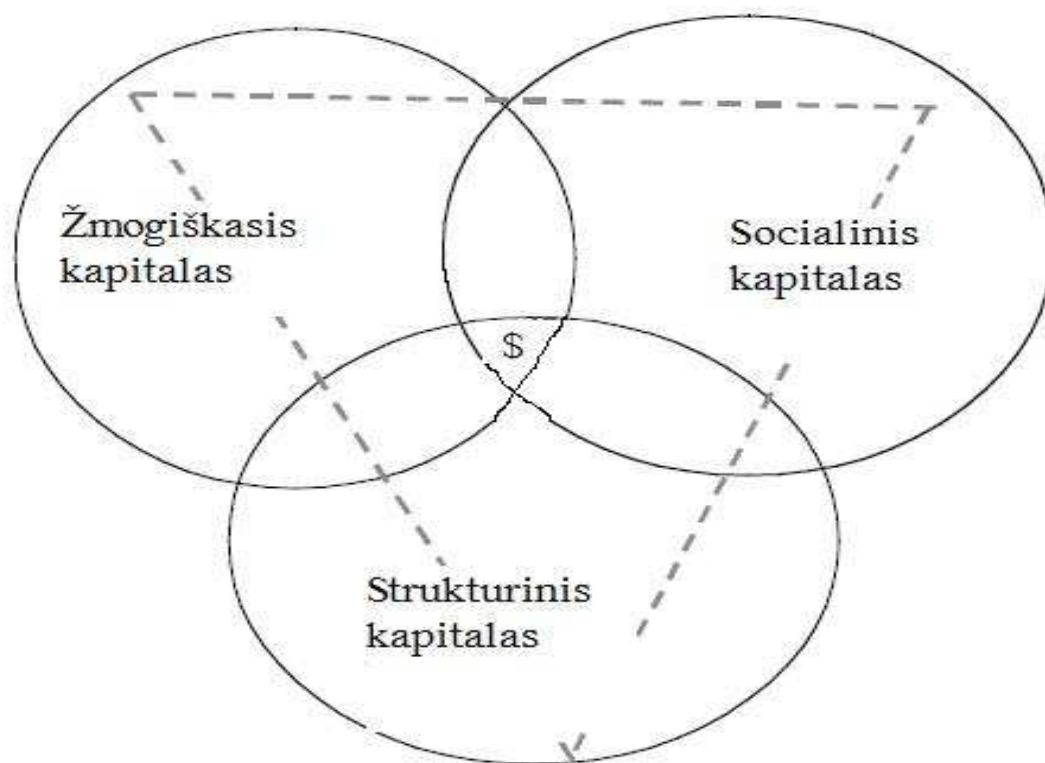 Žmogiškasis
kapitalas
Socialinis
kapitalas
$
Strukturinis
kapitalas